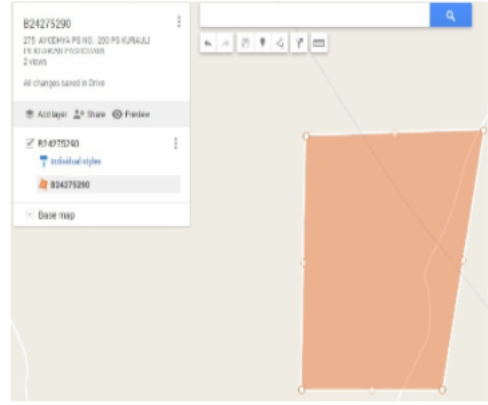 B24275290
275 AYODHYA PS NO. 290 PS KURAULI
2 views
All changes saved in Drive
Add layer Share Preview
B24275290
Individual styles
B24275290
Base map